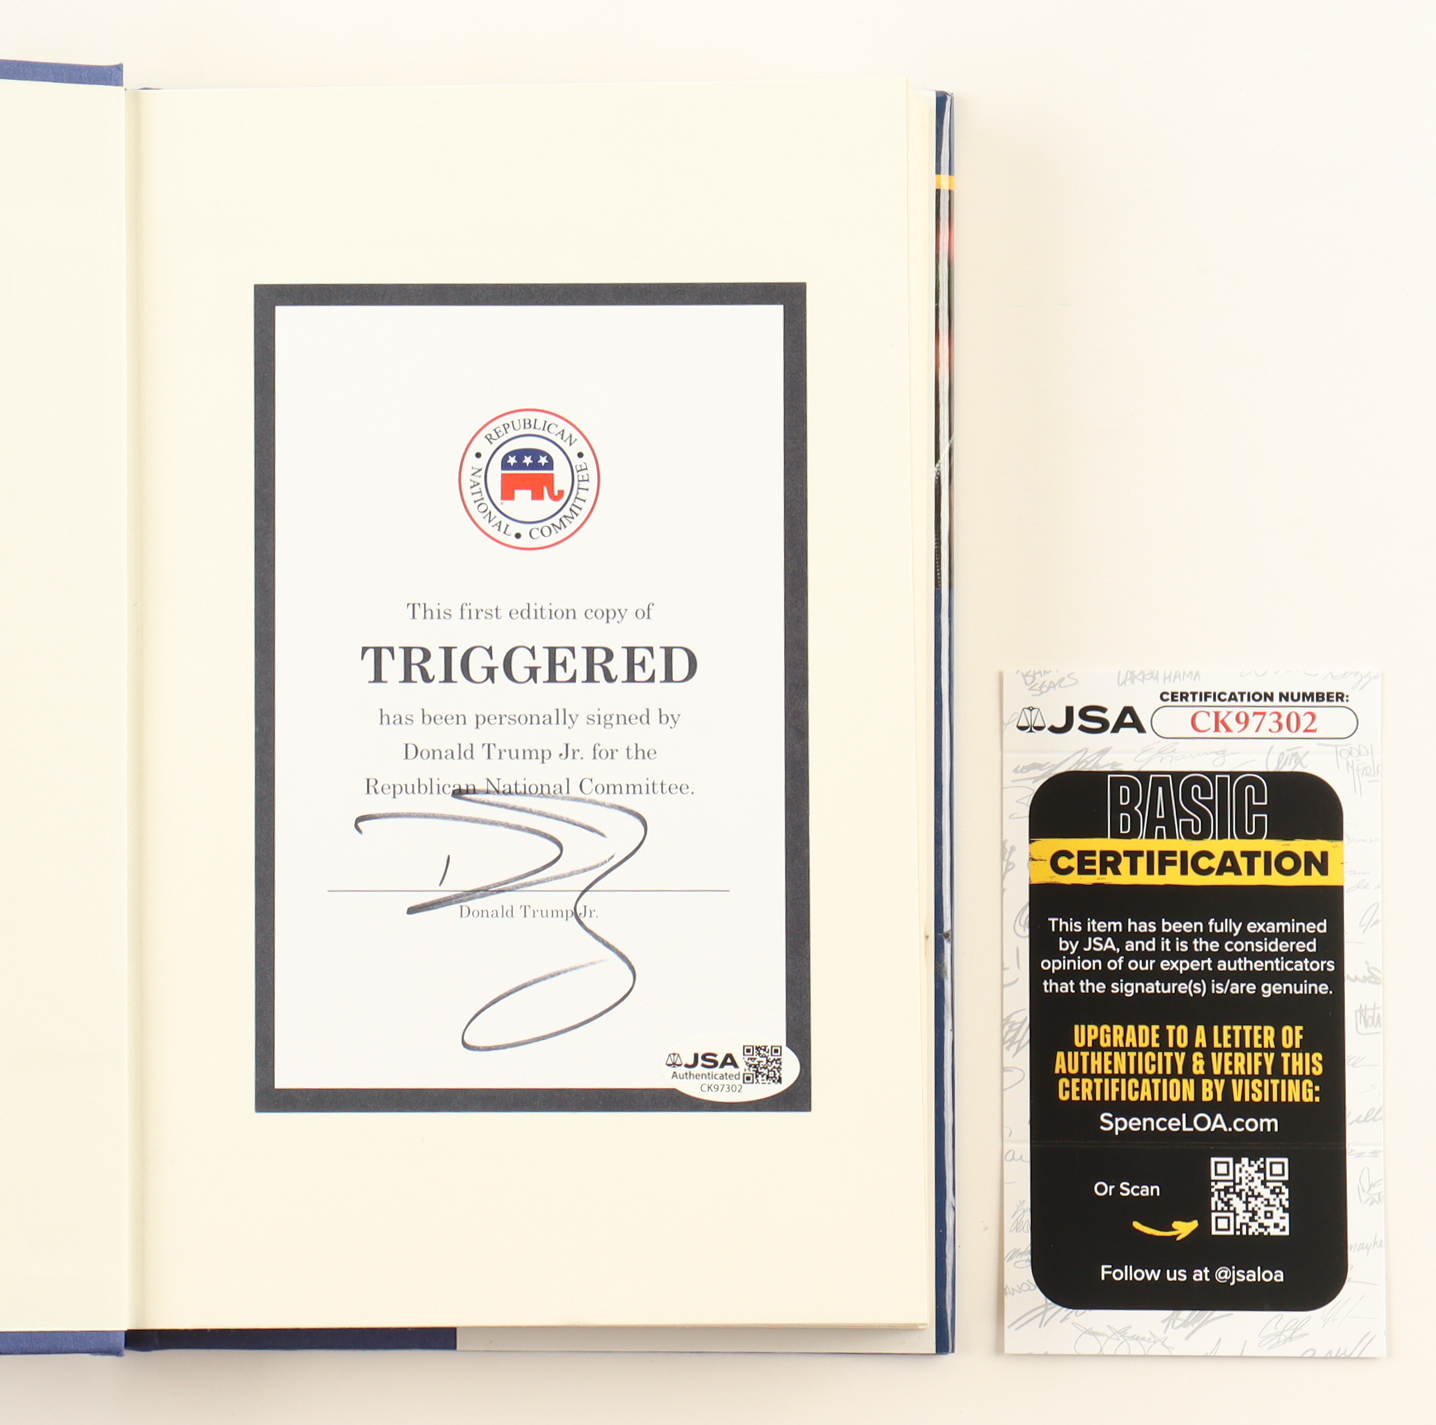 REPUBLICAN
NATIONAL • COMMITTEE
This first edition copy of
TRIGGERED
has been personally signed by
Donald Trump Jr. for the
Republican National Committee.
Donald Trump Jr.
JSA
Authenticated
CK97302
LARRY HAMA
CERTIFICATION NUMBER:
JSA CK97302
BASIC
CERTIFICATION
This item has been fully examined
by JSA, and it is the considered
opinion of our expert authenticators
that the signature(s) is/are genuine.
UPGRADE TO A LETTER OF
AUTHENTICITY & VERIFY THIS
CERTIFICATION BY VISITING:
SpenceLOA.com
Or Scan
Follow us at @jsaloa